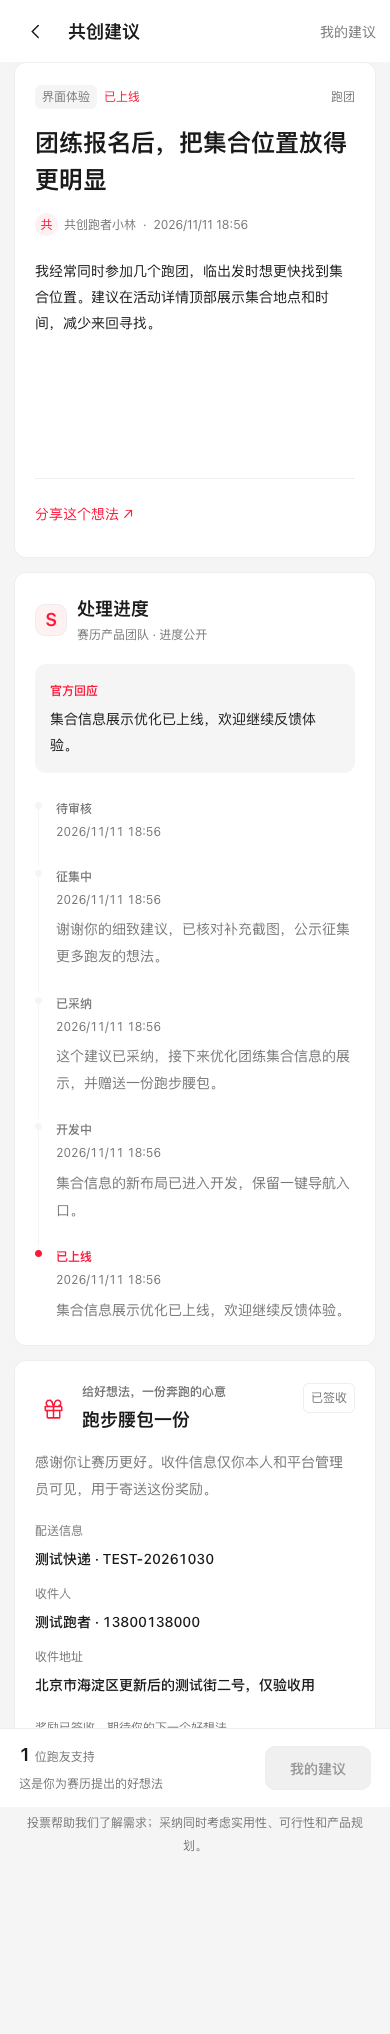 共创建议
我的建议
界面体验 已上线 跑团
团练报名后，把集合位置放得
更明显
共 共创跑者小林 · 2026/11/11 18:56
我经常同时参加几个跑团，临出发时想更快找到集
合位置。建议在活动详情顶部展示集合地点和时
间，减少来回寻找。
分享这个想法 ↗
S 处理进度
赛历产品团队 · 进度公开
官方回应
集合信息展示优化已上线，欢迎继续反馈体
验。
待审核
2026/11/11 18:56
征集中
2026/11/11 18:56
谢谢你的细致建议，已核对补充截图，公示征集
更多跑友的想法。
已采纳
2026/11/11 18:56
这个建议已采纳，接下来优化团练集合信息的展
示，并赠送一份跑步腰包。
开发中
2026/11/11 18:56
集合信息的新布局已进入开发，保留一键导航入
口。
已上线
2026/11/11 18:56
集合信息展示优化已上线，欢迎继续反馈体验。
给好想法，一份奔跑的心意
跑步腰包一份
已签收
感谢你让赛历更好。收件信息仅你本人和平台管理
员可见，用于寄送这份奖励。
配送信息
测试快递 · TEST-20261030
收件人
测试跑者 · 13800138000
收件地址
北京市海淀区更新后的测试街二号，仅验收用
奖励已签收，期待你的下一个好想法
1 位跑友支持
这是你为赛历提出的好想法
我的建议
投票帮助我们了解需求；采纳同时考虑实用性、可行性和产品规
划。